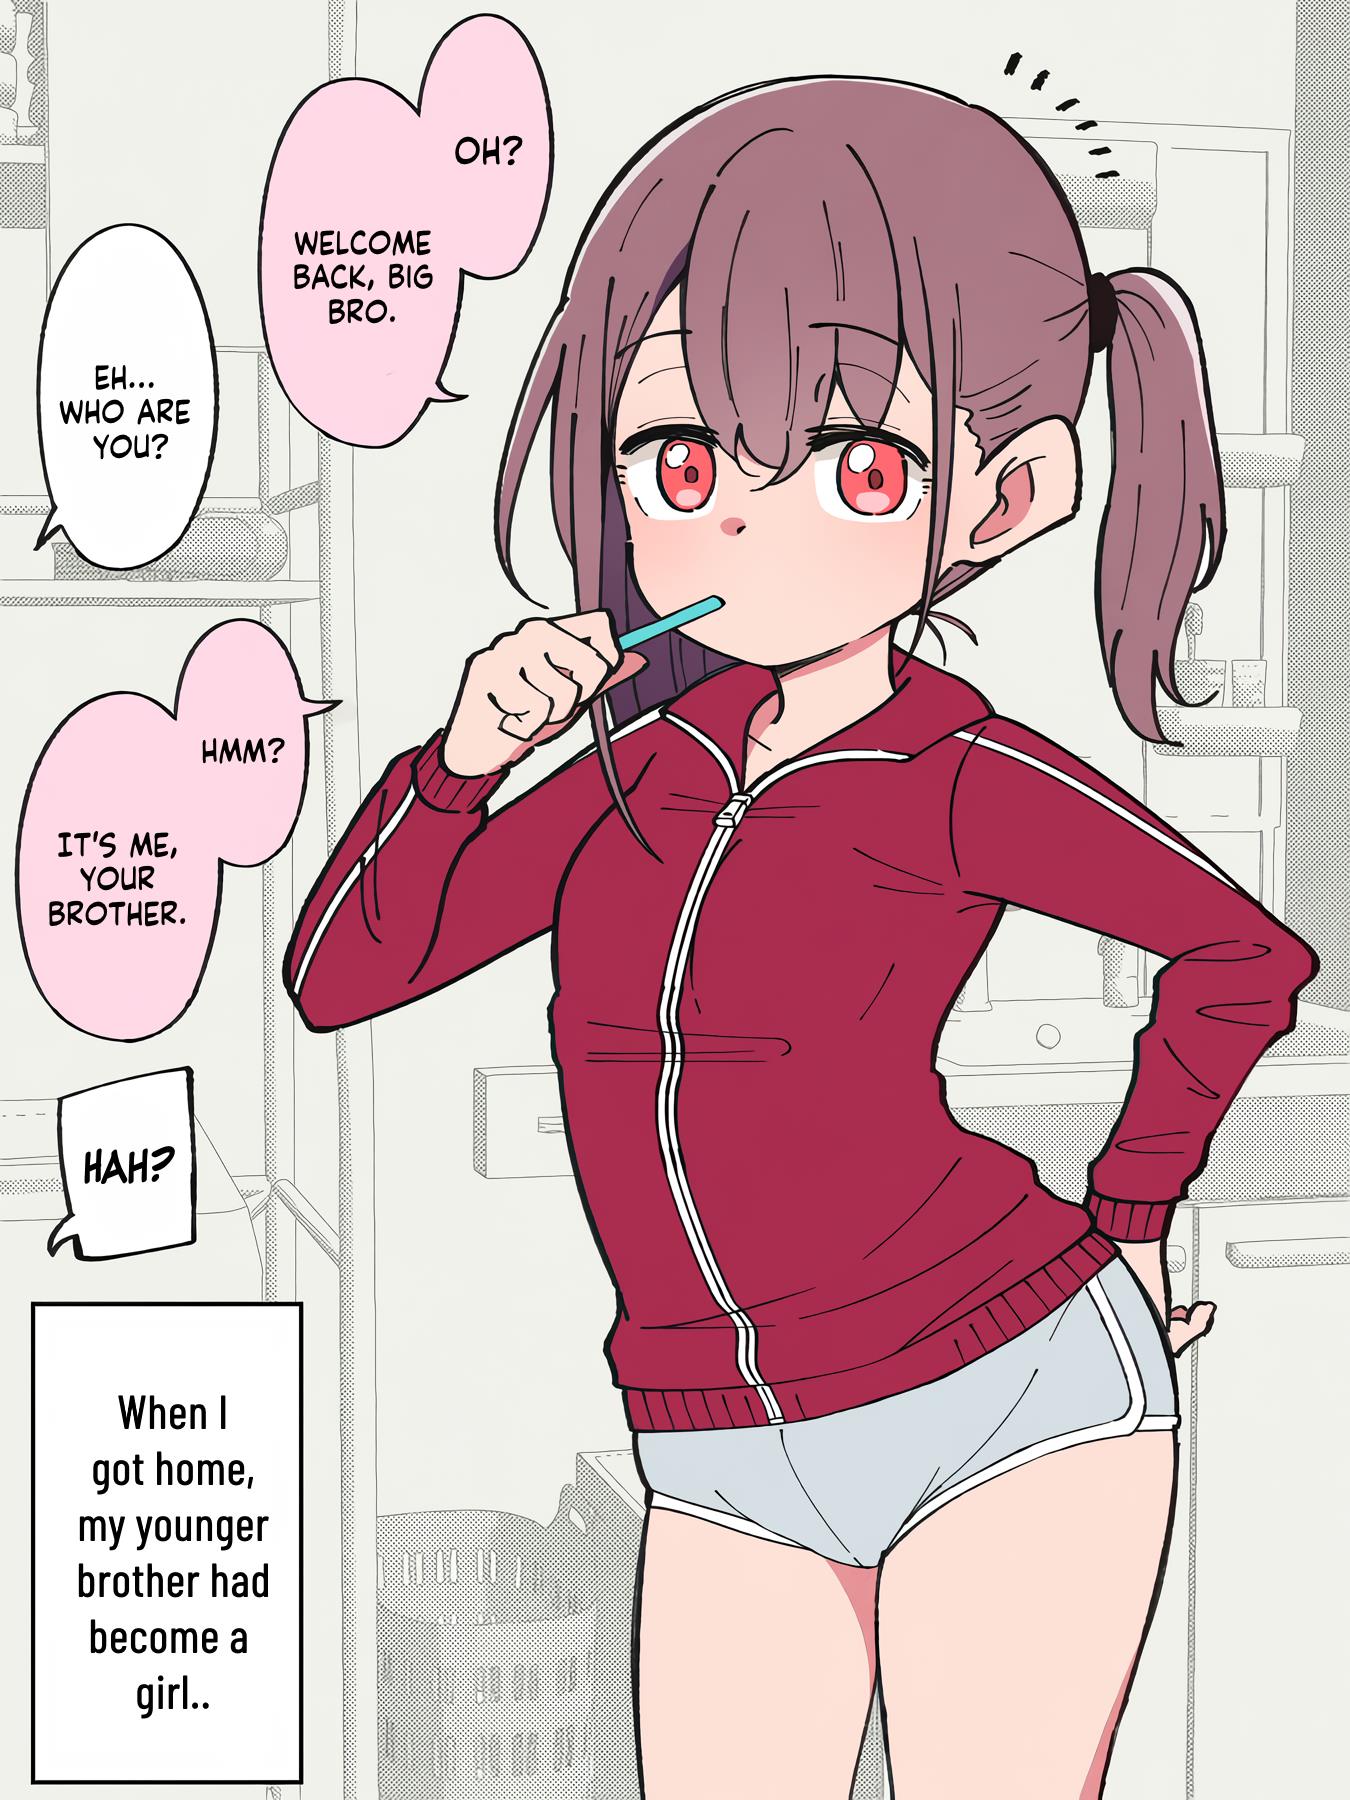 OH?
WELCOME
BACK, BIG
BRO.
EH...
WHO ARE
YOU?
HMM?
IT'S ME,
YOUR
BROTHER.
HAH?
When I
got home,
my younger
brother had
become a
girl..